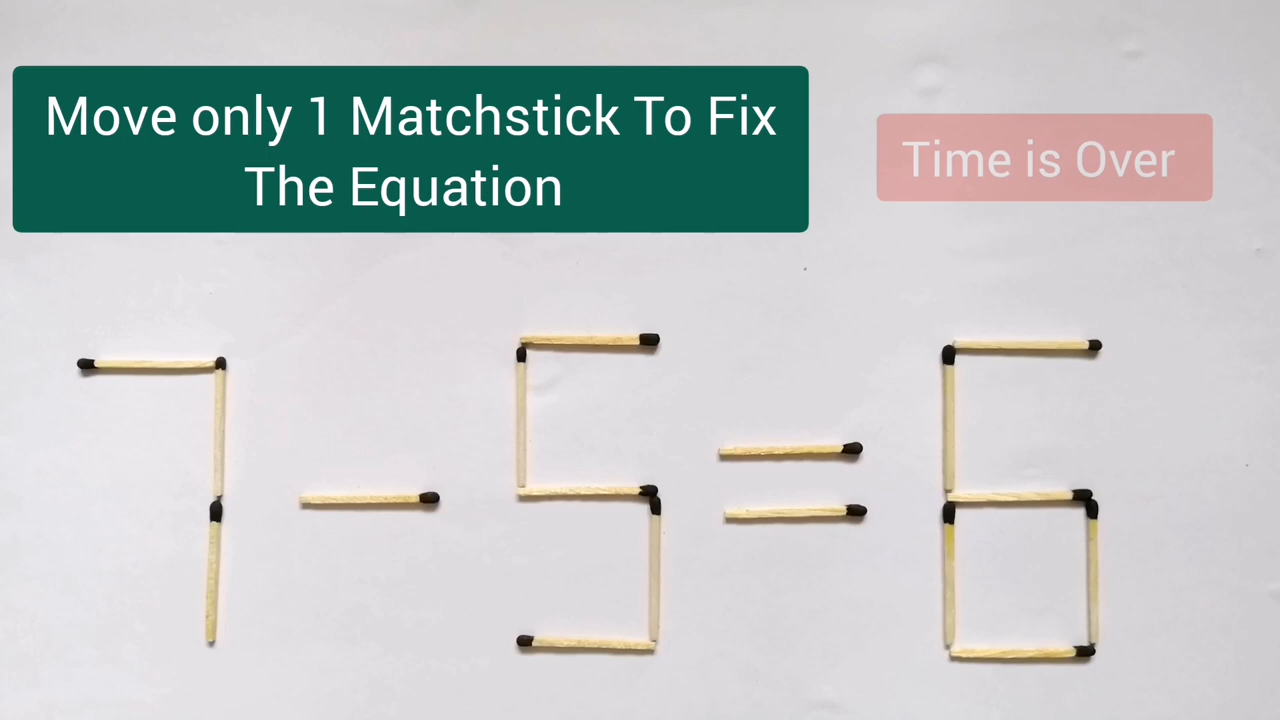 Move only 1 Matchstick To Fix
The Equation
Time is Over
7 - 5 = 6